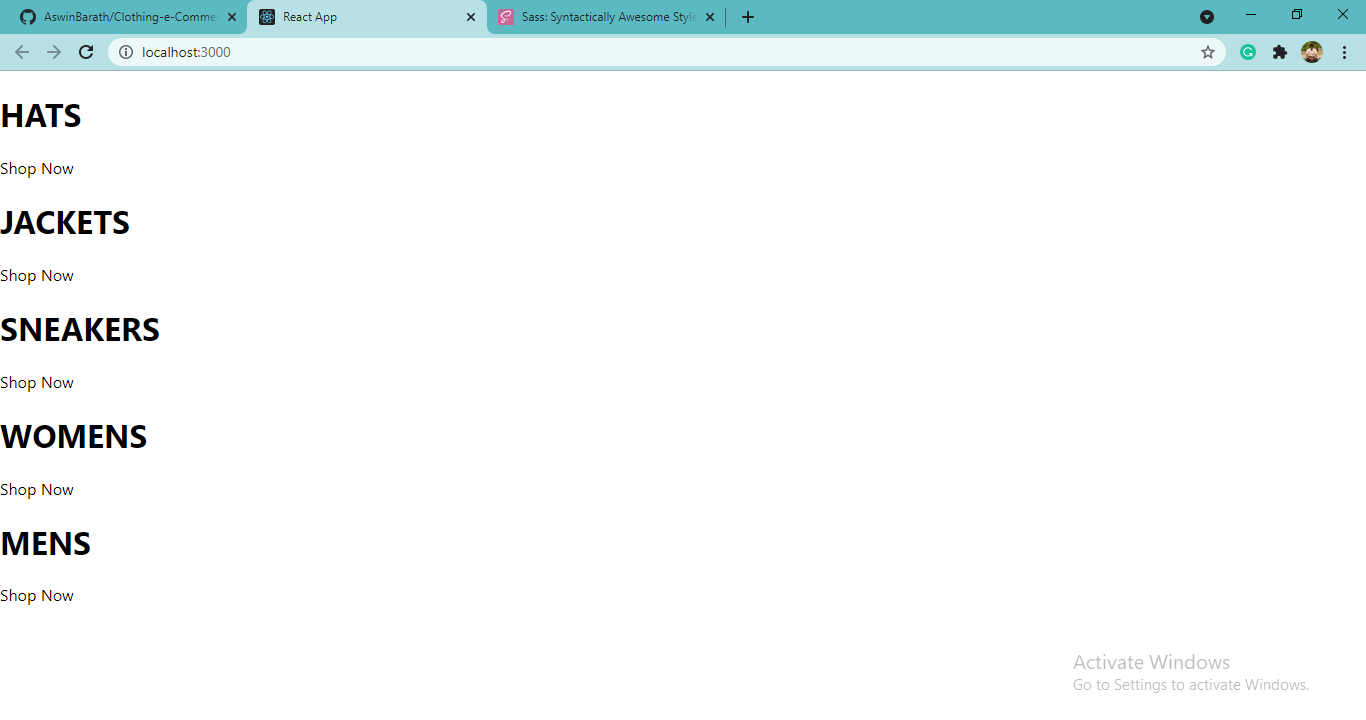 AswinBarath/Clothing-e-Comme
React App
Sass: Syntactically Awesome Style
localhost:3000
HATS
Shop Now
JACKETS
Shop Now
SNEAKERS
Shop Now
WOMENS
Shop Now
MENS
Shop Now
Activate Windows
Go to Settings to activate Windows.